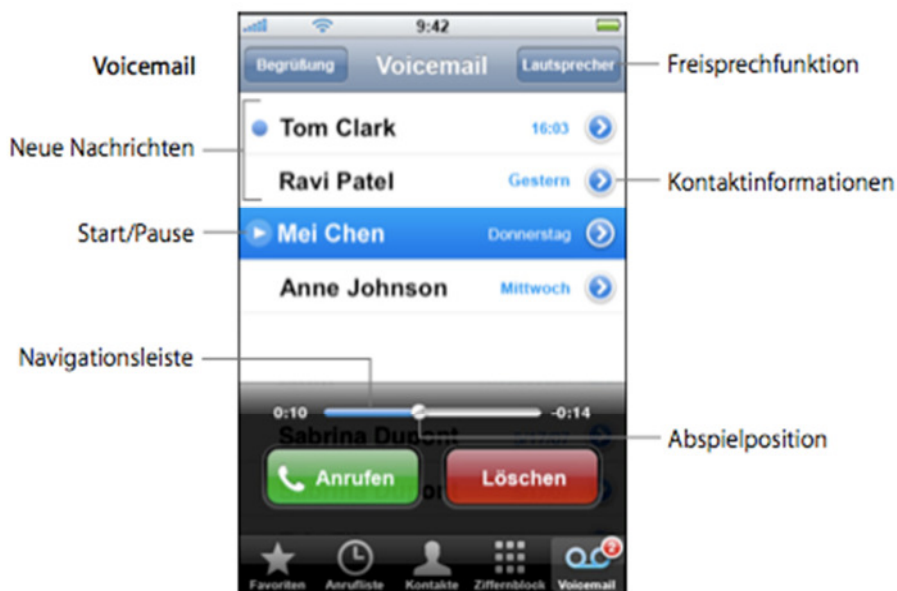 9:42
Voicemail
Begrüßung
Voicemail
Lautsprecher
Freisprechfunktion
Neue Nachrichten
Tom Clark
16:03
Ravi Patel
Gestern
Kontaktinformationen
Start/Pause
Mei Chen
Donnerstag
Anne Johnson
Mittwoch
Navigationsleiste
0:10
-0:14
Sabrina Dupont
Abspielposition
Anrufen
Löschen
Favoriten
Anrufliste
Kontakte
Ziffernblock
Voicemail
2